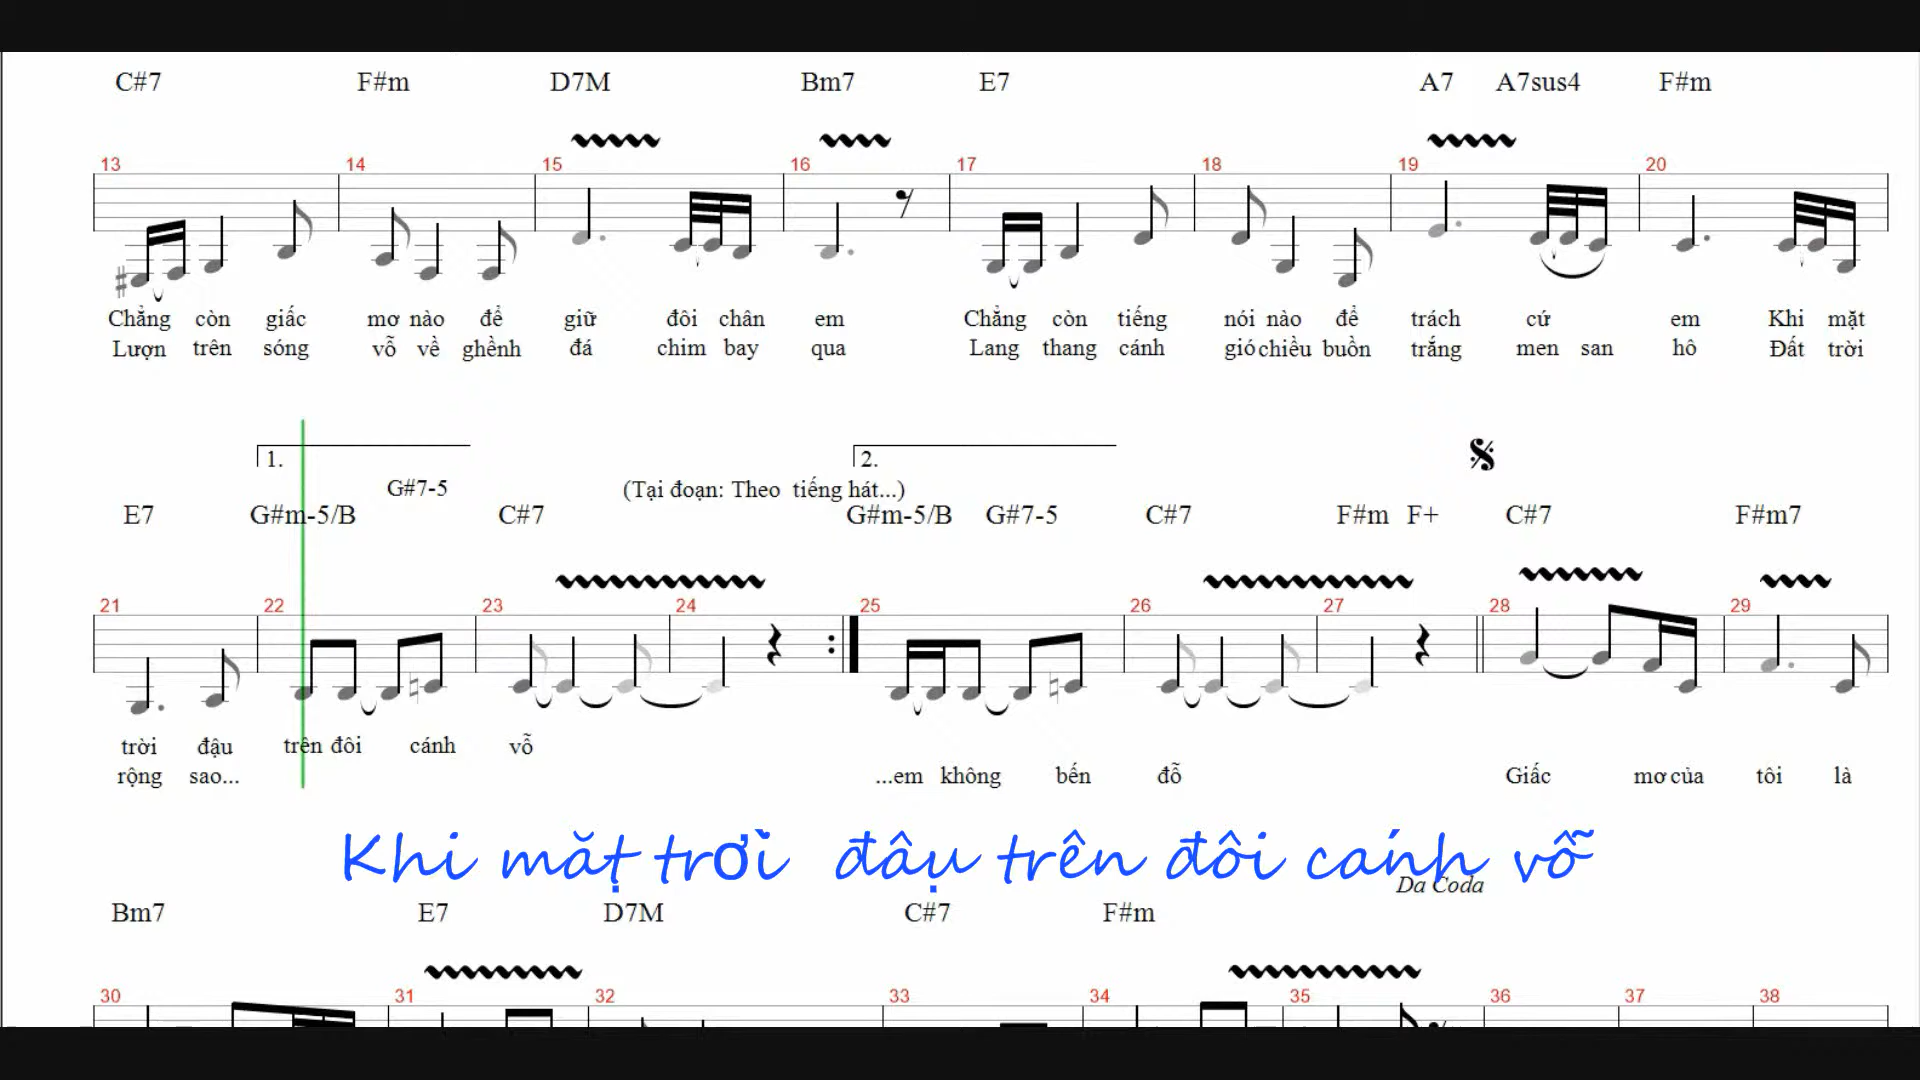 C#7 F#m D7M Bm7 E7 A7 A7sus4 F#m
13 14 15 16 17 18 19 20
Chẳng còn giấc mơ nào để giữ đôi chân em Chẳng còn tiếng nói nào để trách cứ em Khi mặt
Lượn trên sóng vỗ về ghềnh đá chim bay qua Lang thang cánh gió chiều buồn trắng men san hô Đất trời
1. 2.
G#7-5 (Tại đoạn: Theo tiếng hát...)
E7 G#m-5/B C#7 G#m-5/B G#7-5 C#7 F#m F+ C#7 F#m7
21 22 23 24 25 26 27 28 29
trời đậu trên đôi cánh vỗ
rộng sao... ...em không bến đỗ Giấc mơ của tôi là
Khi mặt trời đậu trên đôi cánh vỗ
Da Coda
Bm7 E7 D7M C#7 F#m
30 31 32 33 34 35 36 37 38